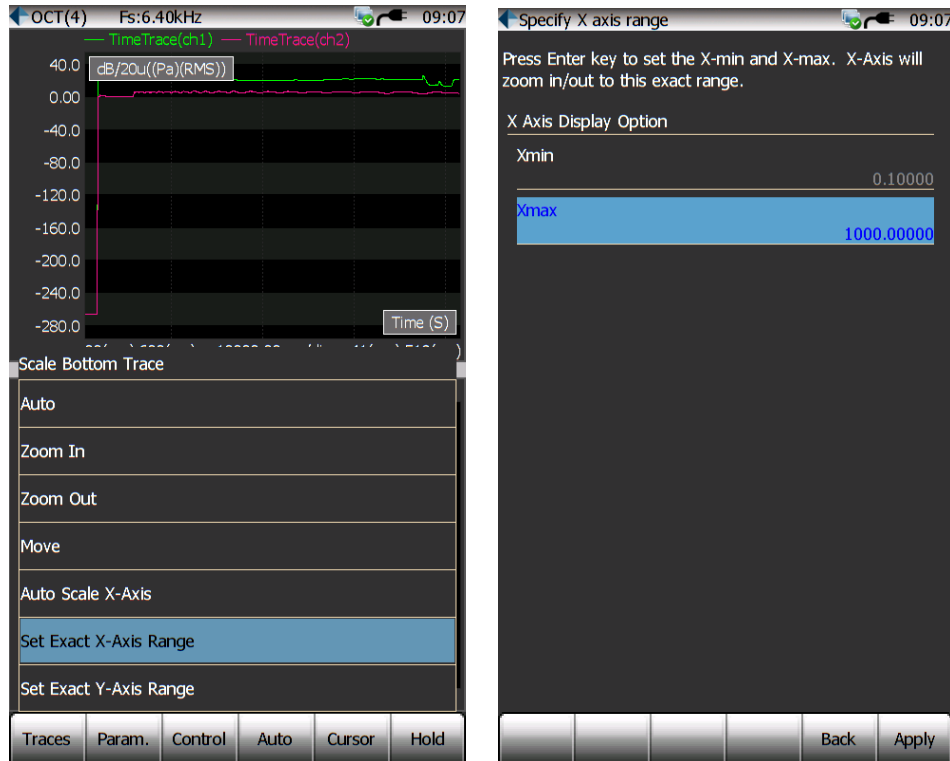 OCT(4) Fs:6.40kHz 09:07
TimeTrace(ch1) TimeTrace(ch2)
dB/20u((Pa)(RMS))
40.0
0.00
-40.0
-80.0
-120.0
-160.0
-200.0
-240.0
-280.0
Time (S)
Scale Bottom Trace
Auto
Zoom In
Zoom Out
Move
Auto Scale X-Axis
Set Exact X-Axis Range
Set Exact Y-Axis Range
Traces Param. Control Auto Cursor Hold
Specify X axis range 09:07
Press Enter key to set the X-min and X-max. X-Axis will
zoom in/out to this exact range.
X Axis Display Option
Xmin
0.10000
Xmax
1000.00000
Back Apply